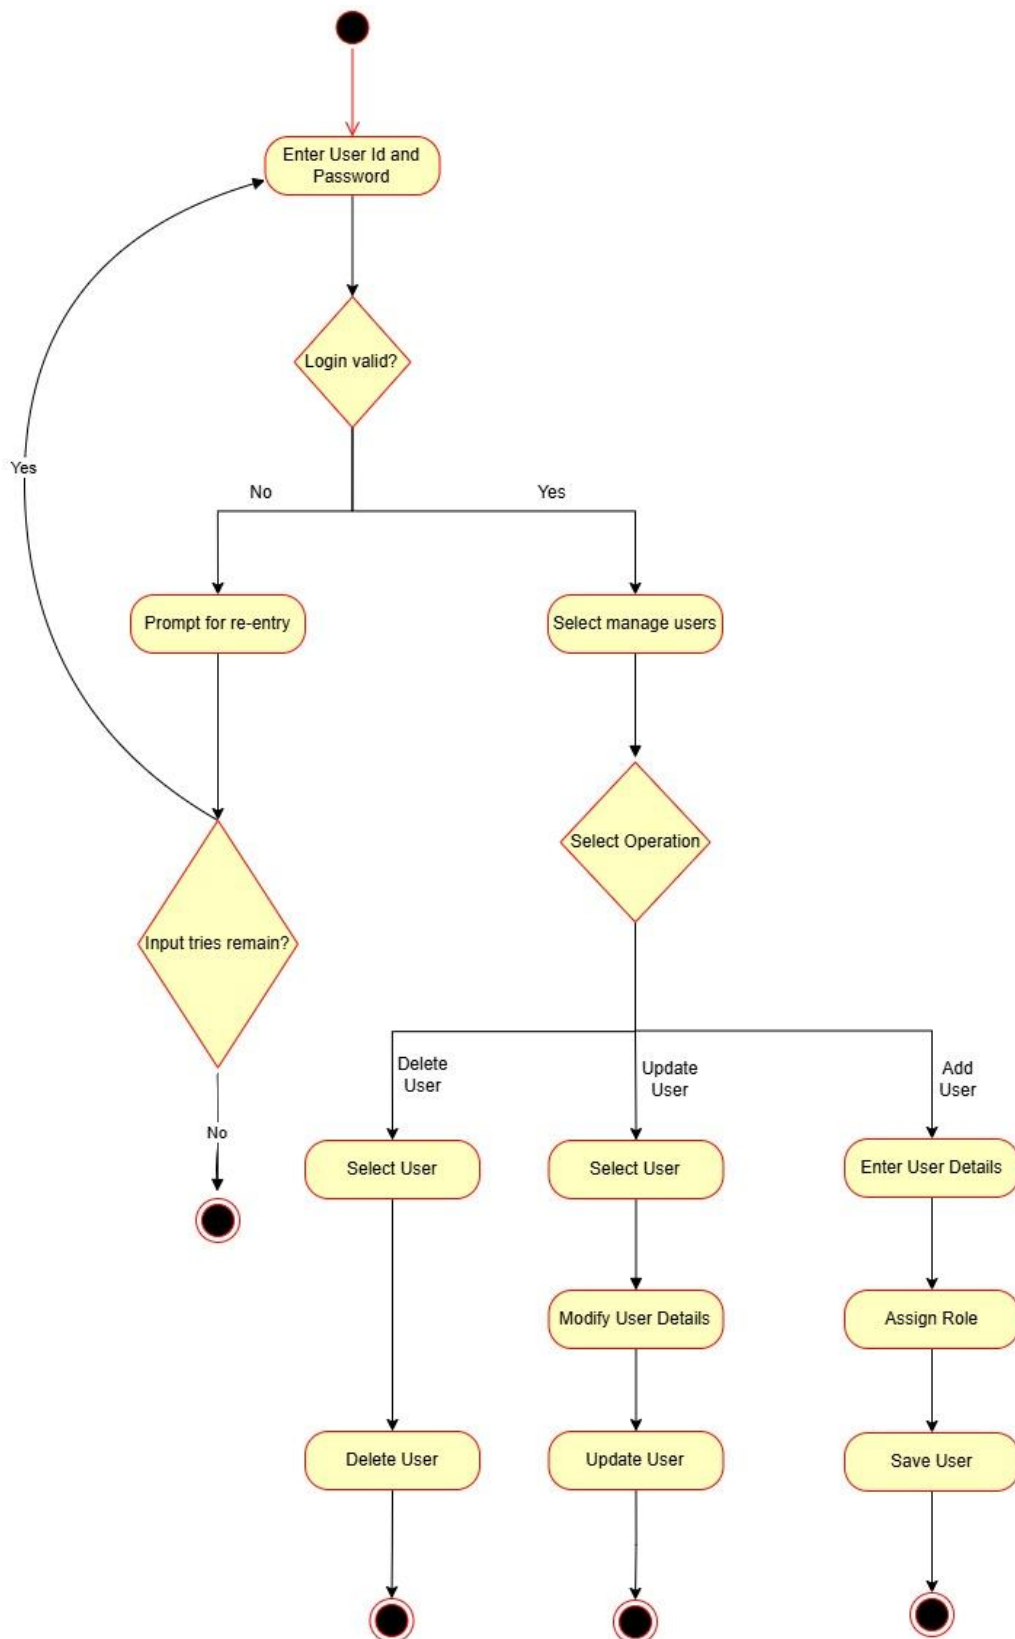 Enter User Id and
Password
Login valid?
Yes
No
Yes
Prompt for re-entry
Select manage users
Select Operation
Input tries remain?
Delete
User
Update
User
Add
User
No
Select User
Select User
Enter User Details
Modify User Details
Assign Role
Delete User
Update User
Save User